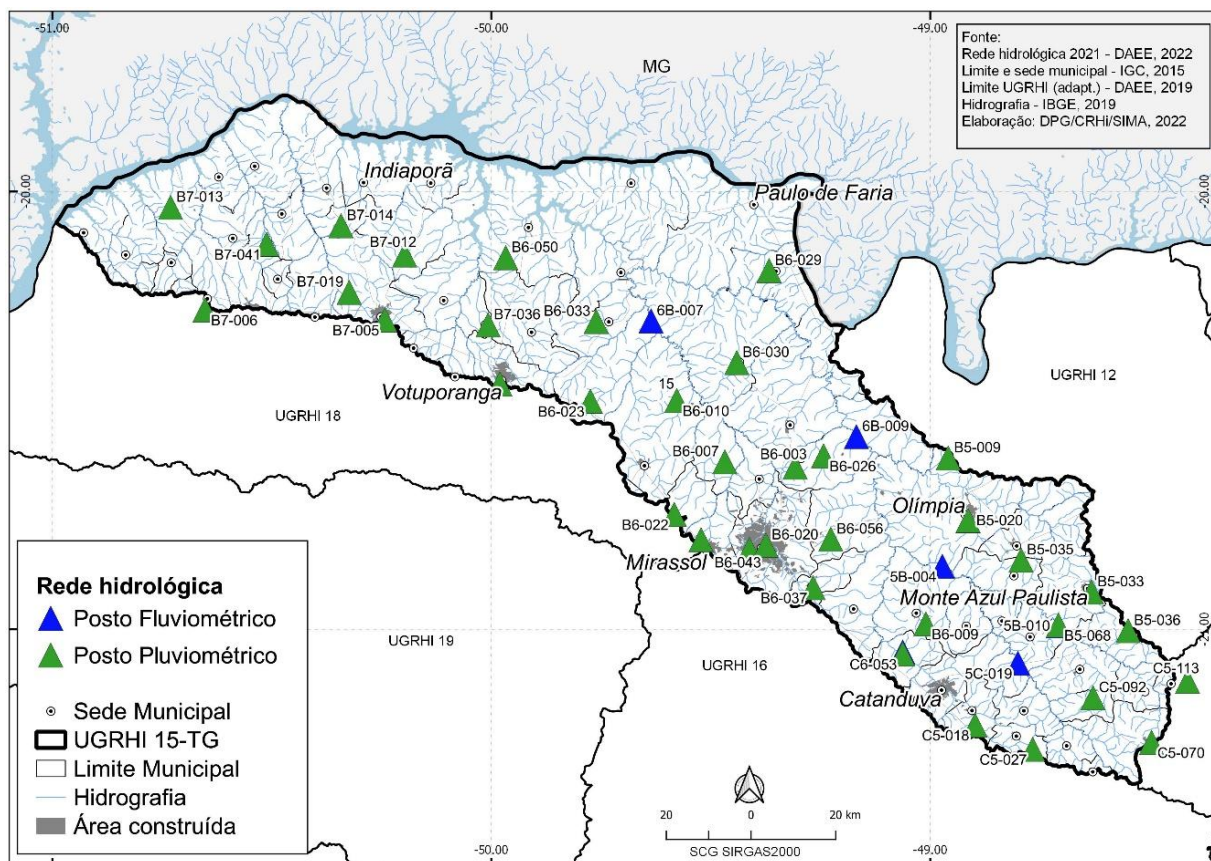 -51.00
-50.00
-49.00
Fonte:
Rede hidrológica 2021 - DAEE, 2022
Limite e sede municipal - IGC, 2015
Limite UGRHI (adapt.) - DAEE, 2019
Hidrografia - IBGE, 2019
Elaboração: DPG/CRHi/SIMA, 2022
MG
Indiaporã
-20.00
-20.00
Paulo de Faria
B7-013
B7-014
B7-041
B7-012
B6-050
B6-029
B7-019
B7-006
B7-005
B7-036
B6-033
6B-007
B6-030
UGRHI 12
Votuporanga
15
B6-023
B6-010
UGRHI 18
6B-009
B6-007
B6-003
B6-026
B5-009
Olímpia
B5-020
B6-022
B6-020
B6-056
Mirassol
B6-043
B5-035
5B-004
B6-037
Monte Azul Paulista
B5-033
5B-010
B5-068
B5-036
B6-009
UGRHI 19
UGRHI 16
C6-053
5C-019
C5-113
Catanduva
C5-092
C5-018
C5-027
C5-070
Rede hidrológica
Posto Fluviométrico
Posto Pluviométrico
Sede Municipal
UGRHI 15-TG
Limite Municipal
Hidrografia
Área construída
20 0 20 km
SCG SIRGAS2000
-50.00
-49.00